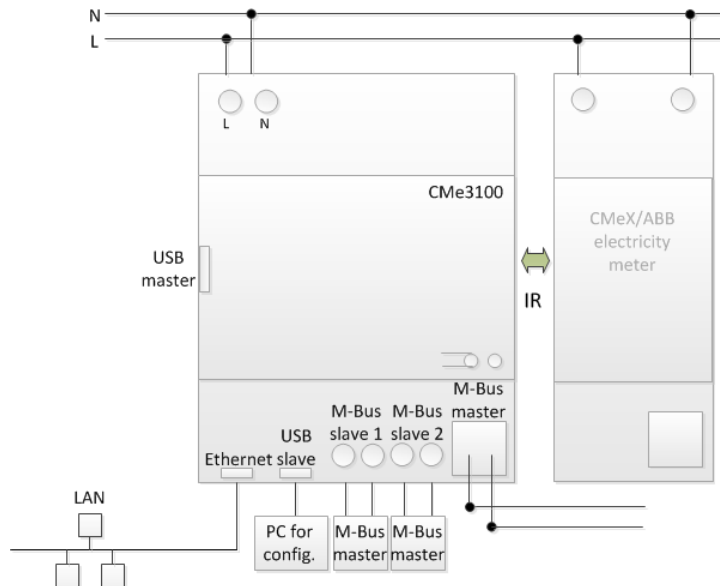 N
L
L
N
CMe3100
CMeX/ABB
electricity
meter
USB
master
IR
M-Bus
master
M-Bus
slave 1
M-Bus
slave 2
USB
slave
Ethernet
LAN
PC for
config.
M-Bus
master
M-Bus
master